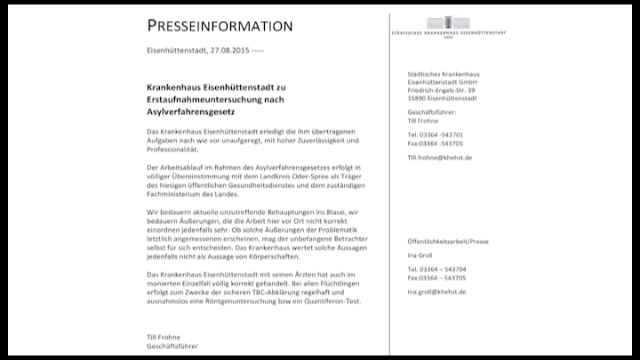 PRESSEINFORMATION
Eisenhüttenstadt, 27.08.2015 -----
Krankenhaus Eisenhüttenstadt zu
Erstaufnahmeuntersuchung nach
Asylverfahrensgesetz
Das Krankenhaus Eisenhüttenstadt erledigt die ihm übertragenen
Aufgaben nach wie vor unaufgeregt, mit hoher Zuverlässigkeit und
Professionalität.
Der Arbeitsablauf im Rahmen des Asylverfahrensgesetzes erfolgt in
völliger Übereinstimmung mit dem Landkreis Oder-Spree als Träger
des hiesigen öffentlichen Gesundheitsdienstes und dem zuständigen
Fachministerium des Landes.
Wir bedauern aktuelle unzutreffende Behauptungen ins Blaue, wir
bedauern Äußerungen, die die Arbeit hier vor Ort nicht korrekt
einordnen jedenfalls sehr. Ob solche Äußerungen der Problematik
letztlich angemessenen erscheinen, mag der unbefangene Betrachter
selbst für sich entscheiden. Das Krankenhaus wertet solche Aussagen
jedenfalls nicht als Aussage von Körperschaften.
Das Krankenhaus Eisenhüttenstadt mit seinen Ärzten hat auch im
monierten Einzelfall völlig korrekt gehandelt. Bei allen Flüchtlingen
erfolgt zum Zwecke der sicheren TBC-Abklärung regelhaft und
ausnahmslos eine Röntgenuntersuchung bzw ein Quantiferon-Test.
Till Frohne
Geschäftsführer
STÄDTISCHES KRANKENHAUS EISENHÜTTENSTADT
Städtisches Krankenhaus
Eisenhüttenstadt GmbH
Friedrich-Engels-Str. 39
15890 Eisenhüttenstadt
Geschäftsführer:
Till Frohne
Tel. 03364 -543701
Fax:03364 -543705
Till.frohne@khehst.de
Öffentlichkeitsarbeit/Presse
Ina Groll
Tel. 03364 – 543704
Fax:03364 – 543705
Ina.groll@khehst.de